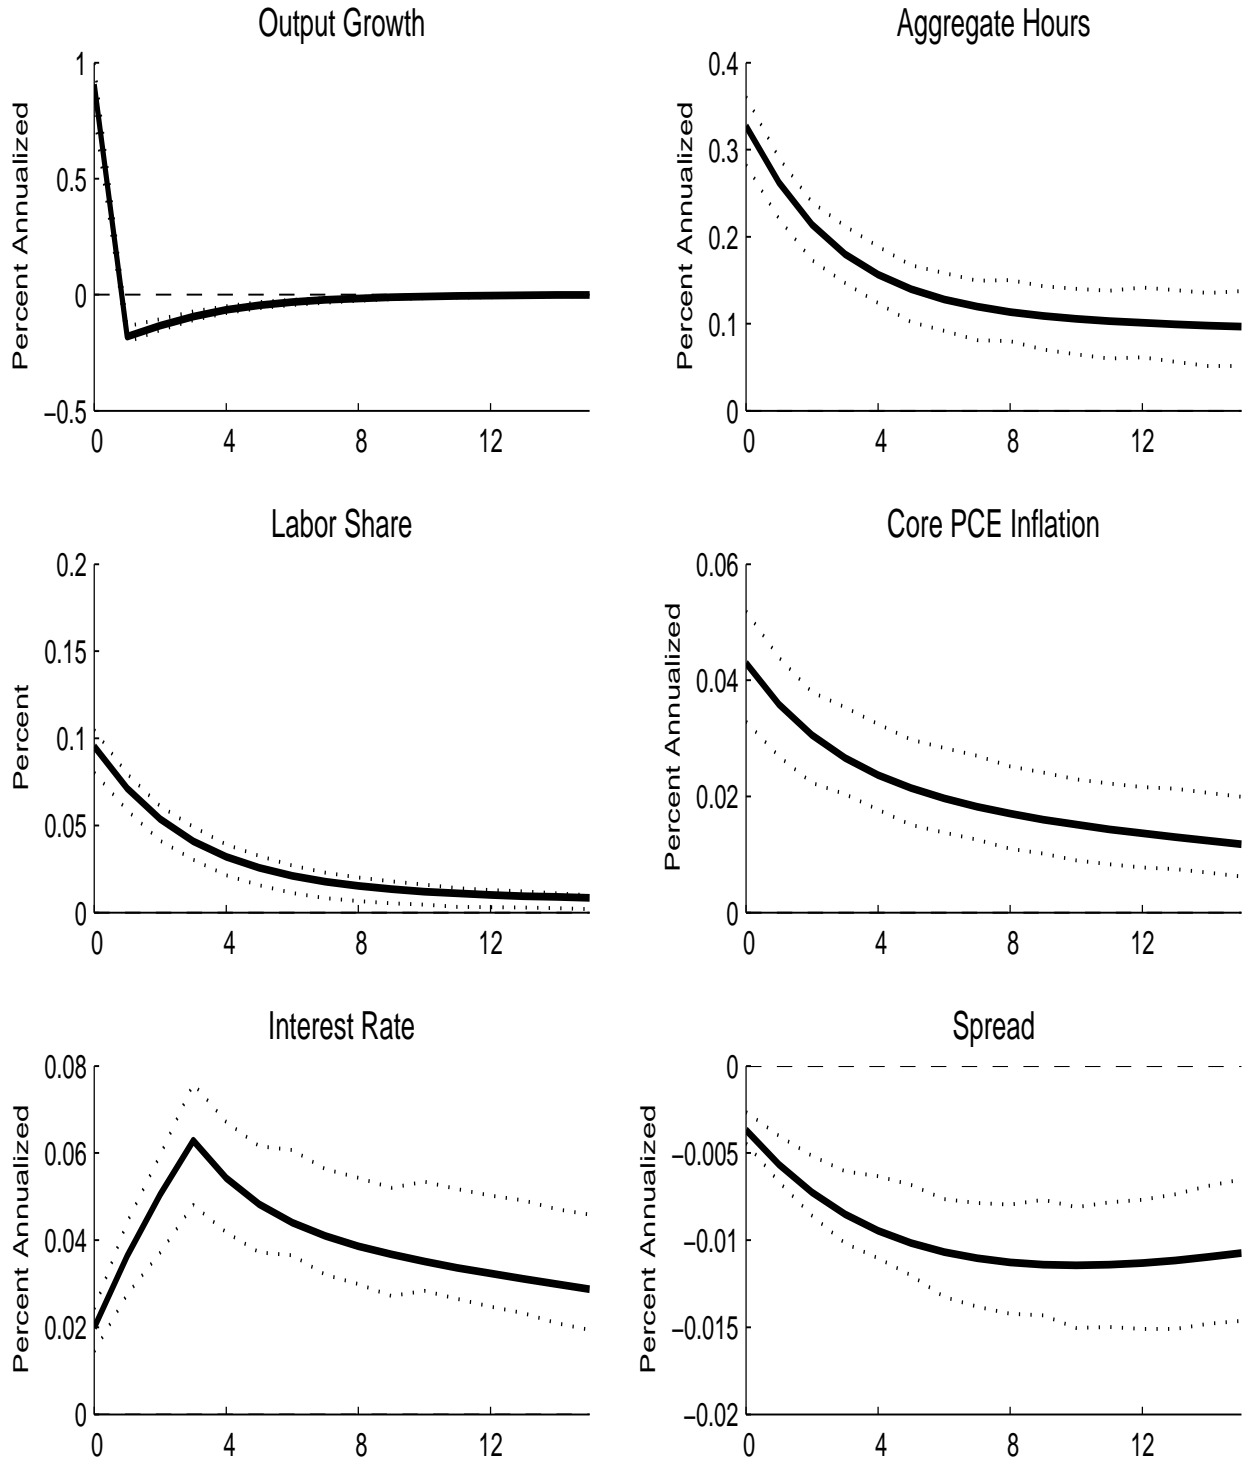 Output Growth
Percent Annualized
1
0.5
0
−0.5
0 4 8 12
Aggregate Hours
Percent Annualized
0.4
0.3
0.2
0.1
0
0 4 8 12
Labor Share
Percent
0.2
0.15
0.1
0.05
0
0 4 8 12
Core PCE Inflation
Percent Annualized
0.06
0.04
0.02
0
0 4 8 12
Interest Rate
Percent Annualized
0.08
0.06
0.04
0.02
0
0 4 8 12
Spread
Percent Annualized
0
−0.005
−0.01
−0.015
−0.02
0 4 8 12